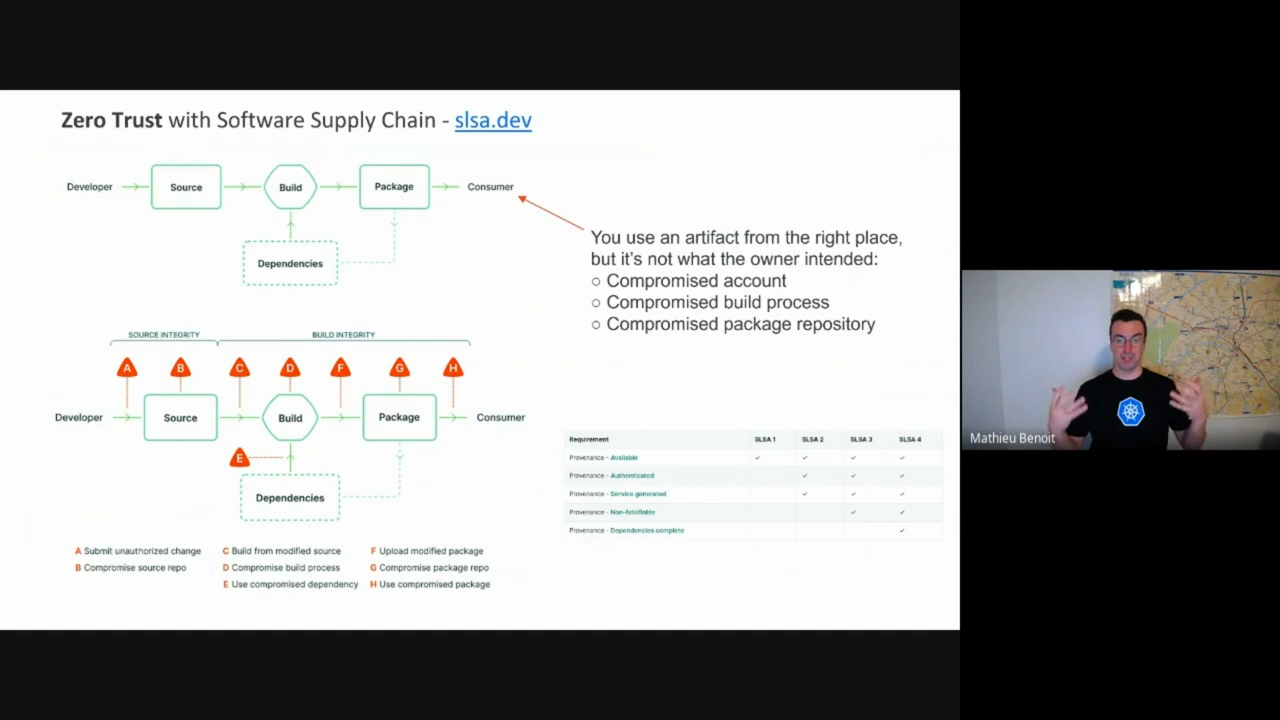 Zero Trust with Software Supply Chain - slsa.dev
Developer
Source
Build
Package
Consumer
Dependencies
You use an artifact from the right place,
but it's not what the owner intended:
○ Compromised account
○ Compromised build process
○ Compromised package repository
SOURCE INTEGRITY
BUILD INTEGRITY
A
B
C
D
F
G
H
Developer
Source
Build
Package
Consumer
E
Dependencies
A Submit unauthorized change
B Compromise source repo
C Build from modified source
D Compromise build process
E Use compromised dependency
F Upload modified package
G Compromise package repo
H Use compromised package
Requirement SLSA 1 SLSA 2 SLSA 3 SLSA 4
Provenance - Available ✓ ✓ ✓ ✓
Provenance - Authenticated ✓ ✓ ✓
Provenance - Service generated ✓ ✓ ✓
Provenance - Non-falsifiable ✓ ✓
Provenance - Dependencies complete ✓
Mathieu Benoit